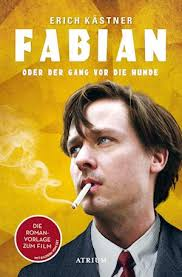 ERICH KÄSTNER
FABIAN
ODER DER GANG VOR DIE HUNDE
DIE
ROMAN-
VORLAGE
ZUM FILM
ATRIUM